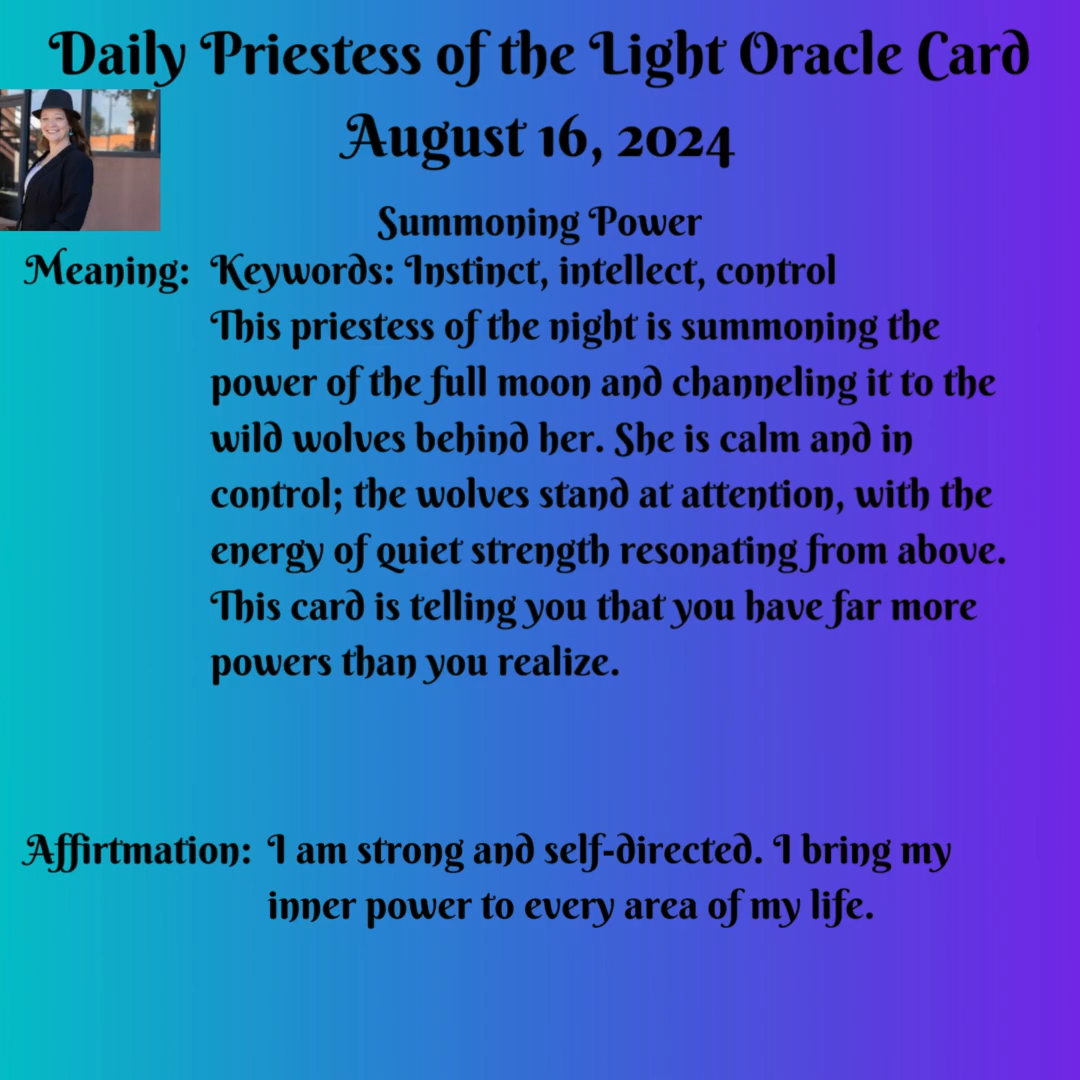 Daily Priestess of the Light Oracle Card
August 16, 2024
Summoning Power
Meaning: Keywords: Instinct, intellect, control
This priestess of the night is summoning the
power of the full moon and channeling it to the
wild wolves behind her. She is calm and in
control; the wolves stand at attention, with the
energy of quiet strength resonating from above.
This card is telling you that you have far more
powers than you realize.
Affirtmation: I am strong and self-directed. I bring my
inner power to every area of my life.